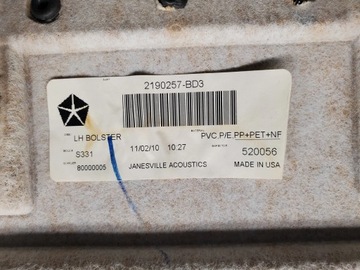 2190257-BD3
LH BOLSTER PVC,P/E,PP+PET+NF
S331 11/02/10 10:27 520056
80000005 JANESVILLE ACOUSTICS MADE IN USA